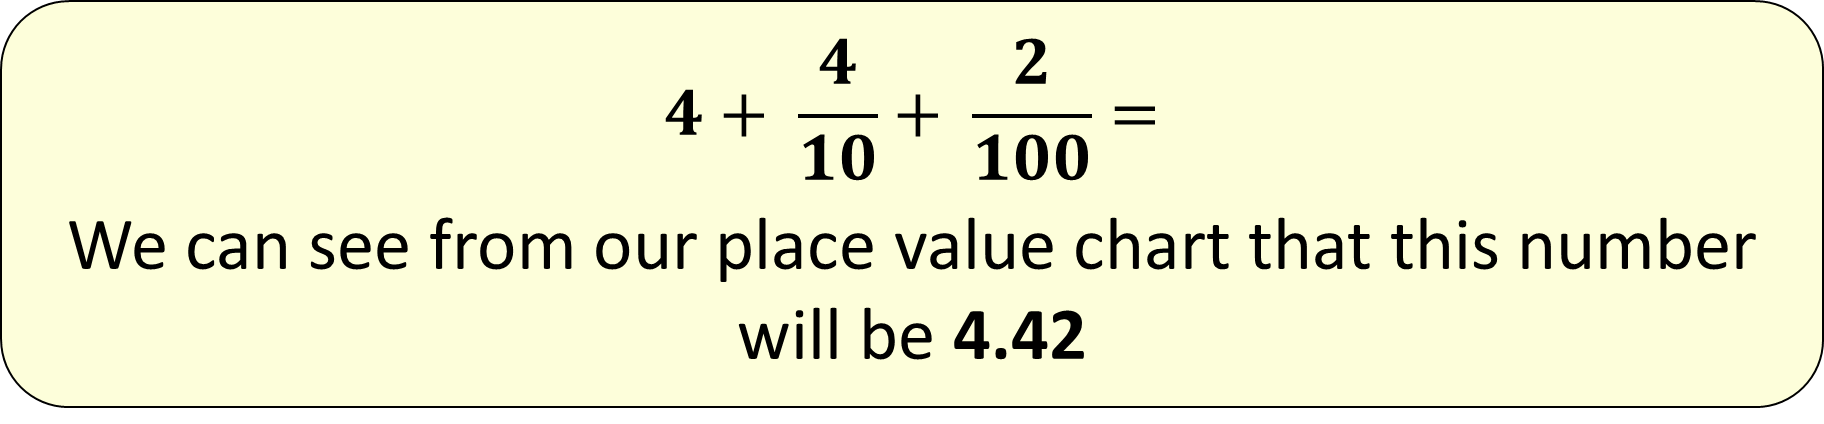 4 + 4/10 + 2/100 =
We can see from our place value chart that this number
will be 4.42